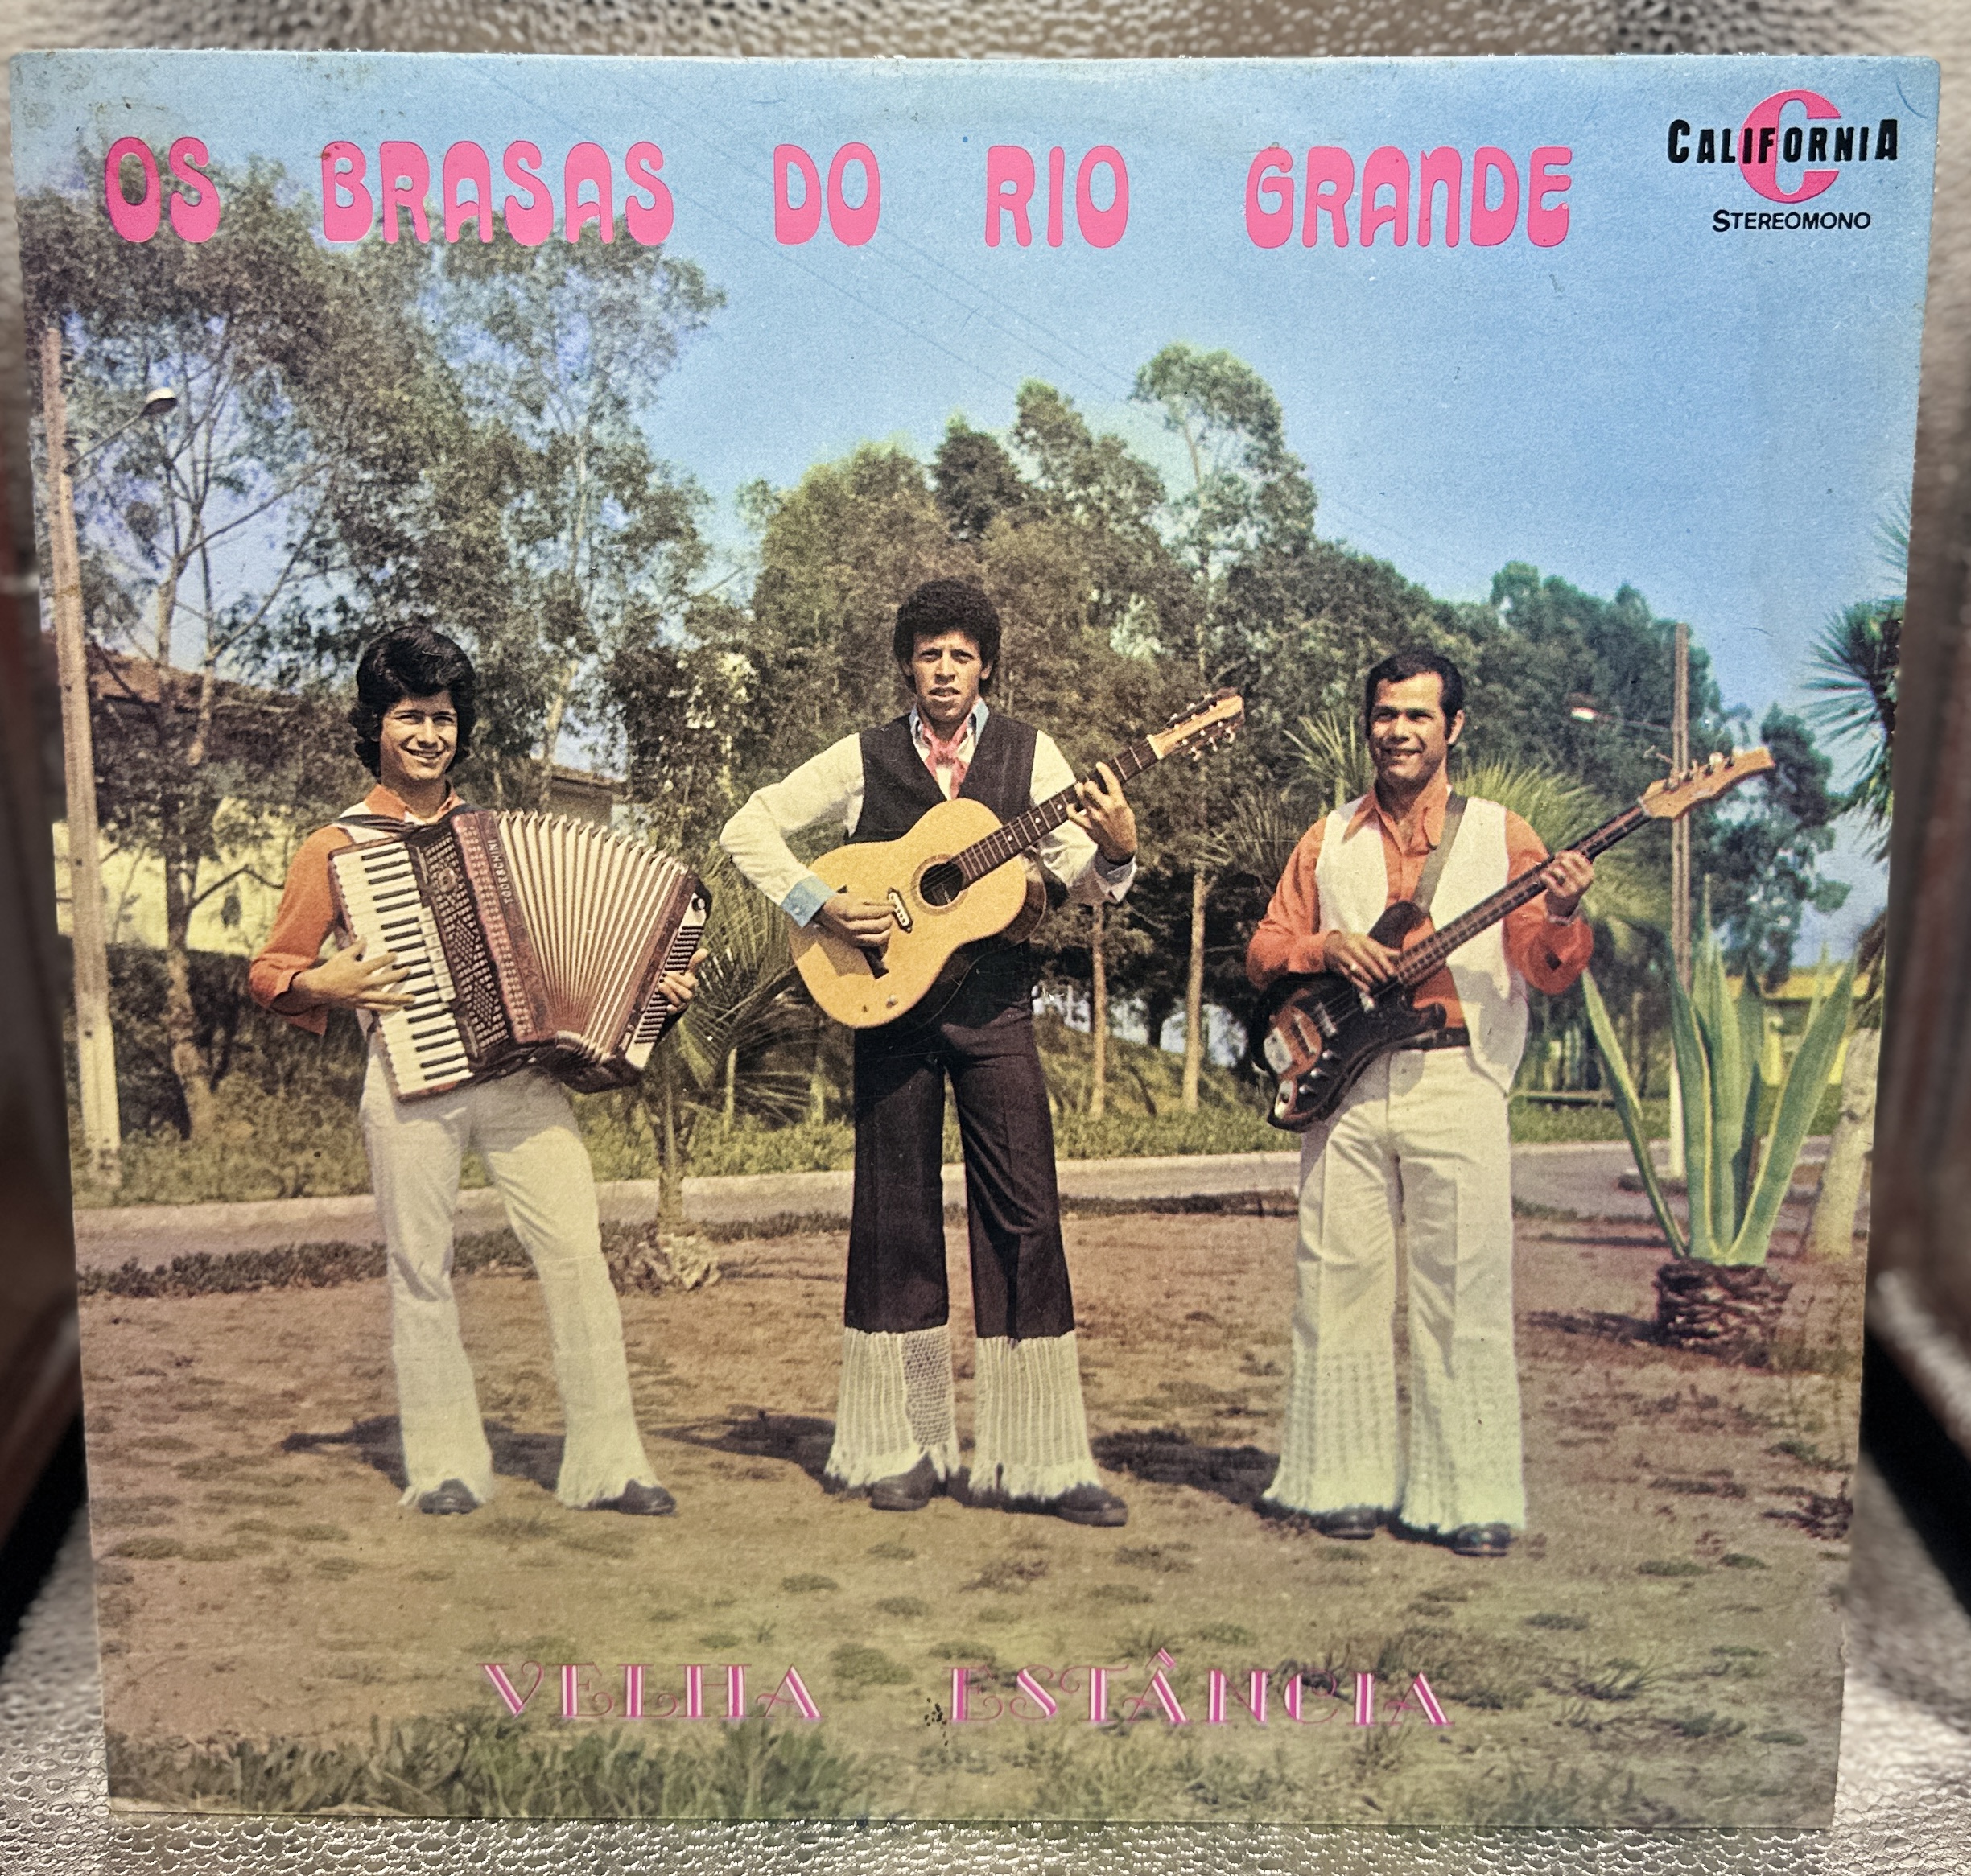 OS BRASAS DO RIO GRANDE
CALIFORNIA
STEREOMONO
VELHA ESTÂNCIA